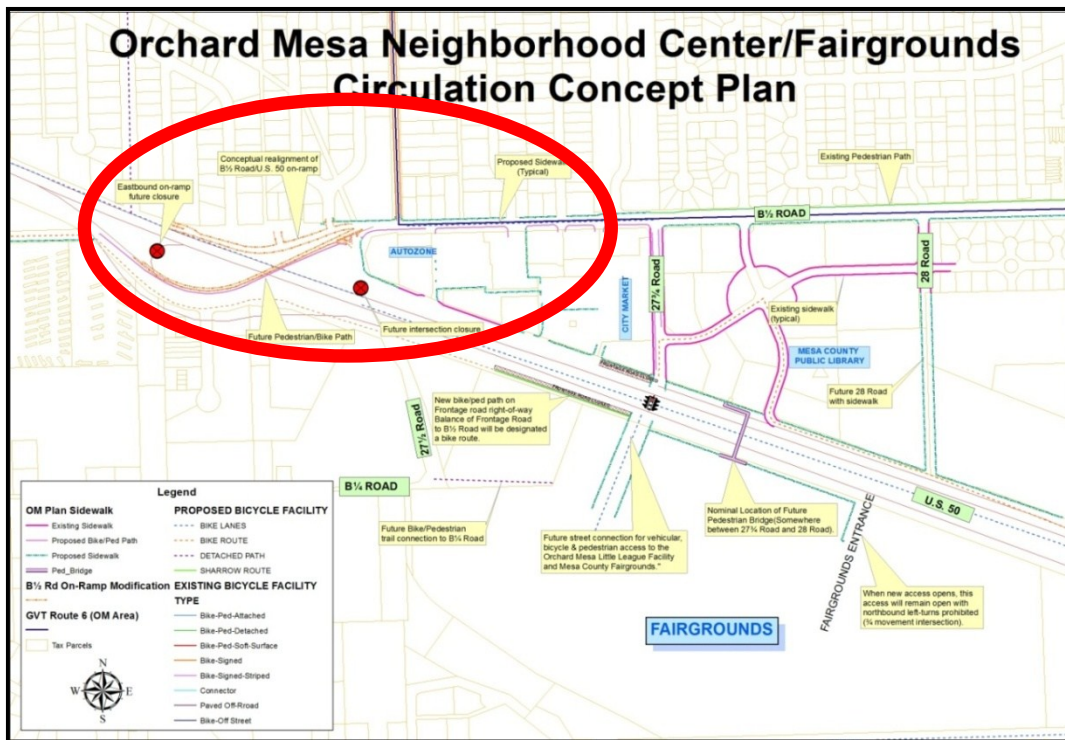 Orchard Mesa Neighborhood Center/Fairgrounds
Circulation Concept Plan
Conceptual realignment of
B½ Road/U.S. 50 on-ramp
Proposed Sidewalk
(Typical)
Existing Pedestrian Path
Eastbound on-ramp
future closure
B½ ROAD
AUTOZONE
27¾ Road
28 Road
CITY MARKET
Existing sidewalk
(typical)
Future Pedestrian/Bike Path
Future intersection closure
MESA COUNTY
PUBLIC LIBRARY
Future 28 Road
with sidewalk
New bike/ped path on
Frontage road right-of-way
Balance of Frontage Road
to B½ Road will be designated
a bike route.
27½ Road
B¼ ROAD
U.S. 50
Future Bike/Pedestrian
trail connection to B¼ Road
Future street connection for vehicular,
bicycle & pedestrian access to the
Orchard Mesa Little League Facility
and Mesa County Fairgrounds."
Nominal Location of Future
Pedestrian Bridge(Somewhere
between 27¾ Road and 28 Road).
FAIRGROUNDS ENTRANCE
When new access opens, this
access will remain open with
northbound left-turns prohibited
(¾ movement intersection).
FAIRGROUNDS
Legend
OM Plan Sidewalk
Existing Sidewalk
Proposed Bike/Ped Path
Proposed Sidewalk
Ped_Bridge
B½ Rd On-Ramp Modification
GVT Route 6 (OM Area)
Tax Parcels
PROPOSED BICYCLE FACILITY
BIKE LANES
BIKE ROUTE
DETACHED PATH
SHARROW ROUTE
EXISTING BICYCLE FACILITY
TYPE
Bike-Ped-Attached
Bike-Ped-Detached
Bike-Ped-Soft-Surface
Bike-Signed
Bike-Signed-Striped
Connector
Paved Off-Rroad
Bike-Off Street
N
W
E
S